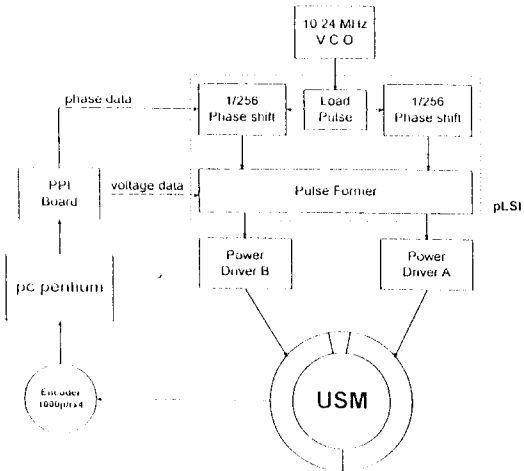 10.24 MHz
V C O
phase data
1/256
Phase shift
Load
Pulse
1/256
Phase shift
PPI
Board
voltage data
Pulse Former
pLSI
Power
Driver B
Power
Driver A
pc pentium
Encoder
USM